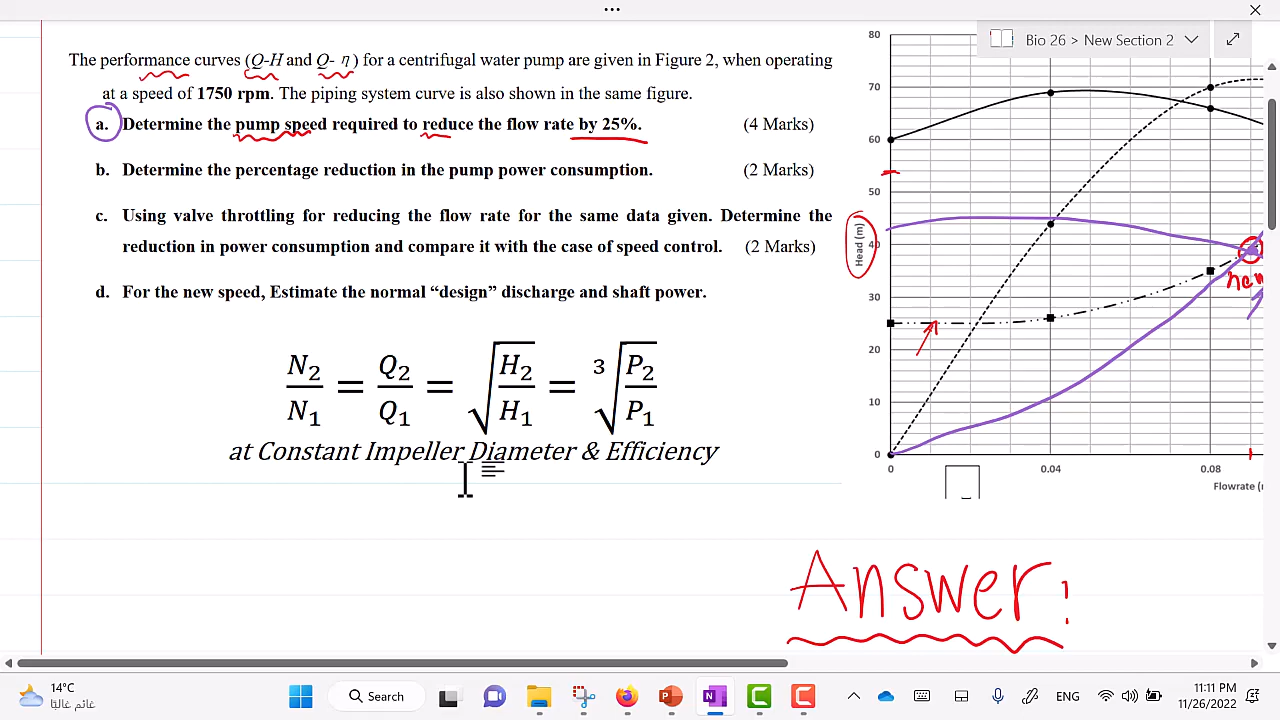 Bio 26 > New Section 2
The performance curves (Q-H and Q- η) for a centrifugal water pump are given in Figure 2, when operating
at a speed of 1750 rpm. The piping system curve is also shown in the same figure.
a. Determine the pump speed required to reduce the flow rate by 25%. (4 Marks)
b. Determine the percentage reduction in the pump power consumption. (2 Marks)
c. Using valve throttling for reducing the flow rate for the same data given. Determine the
reduction in power consumption and compare it with the case of speed control. (2 Marks)
d. For the new speed, Estimate the normal “design” discharge and shaft power.
N2/N1 = Q2/Q1 = √(H2/H1) = ∛(P2/P1)
at Constant Impeller Diameter & Efficiency
80
70
60
50
40
30
20
10
0
Head (m)
new
0 0.04 0.08
Flowrate (
Answer:
14°C
غائم غالبًا
Search
ENG
11:11 PM
11/26/2022